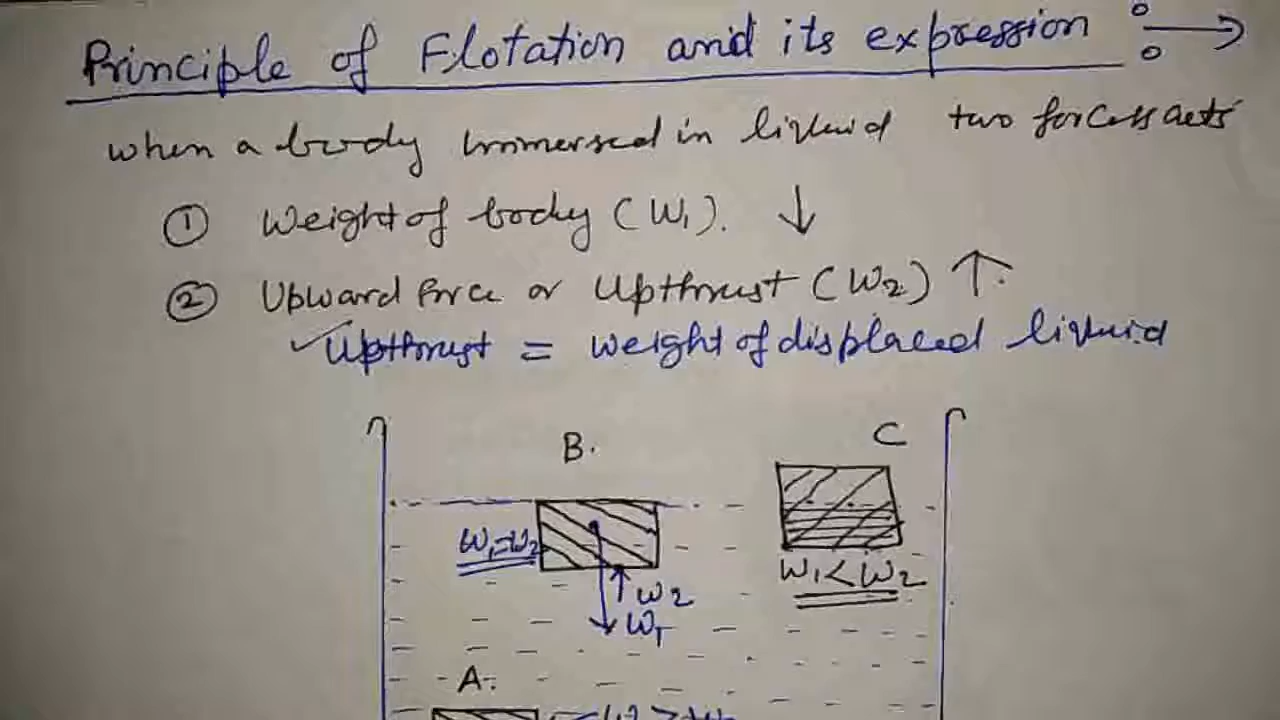 Principle of Flotation and its expression :→
when a body immersed in liquid two forcess acts
① Weight of body (W₁). ↓
② Upward Force or Upthrust (W₂) ↑.
Upthrust = weight of displaced liquid
B.
C
W₁=W₂
W₁<W₂
W₂
W₁
A.